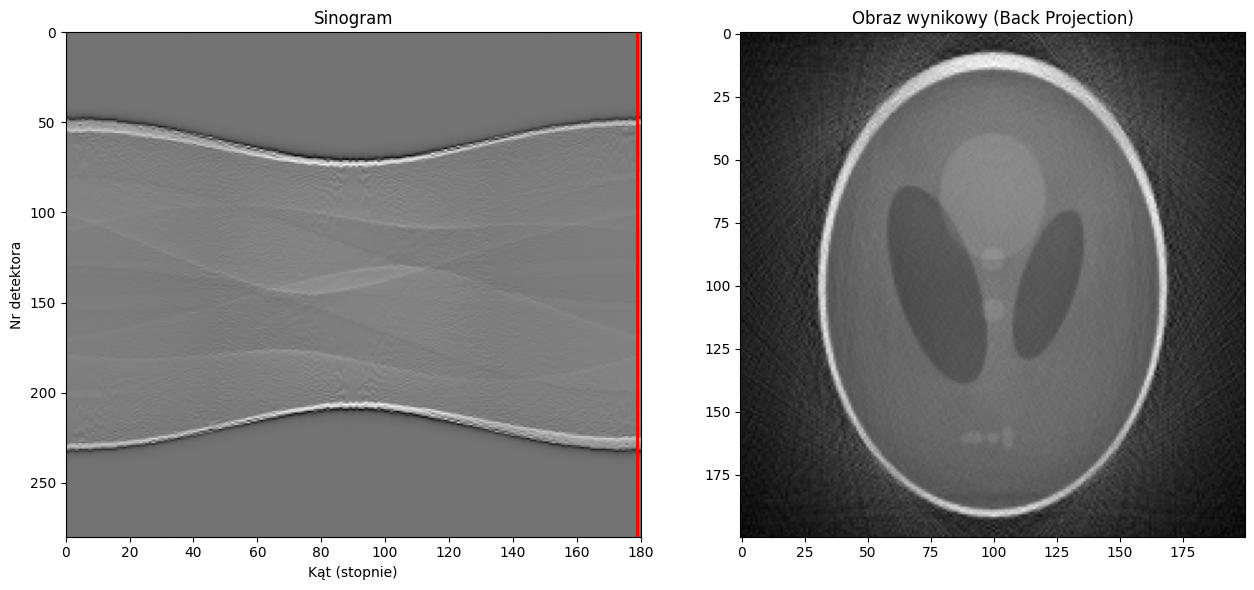 Sinogram
0
50
100
150
200
250
Nr detektora
0 20 40 60 80 100 120 140 160 180
Kąt (stopnie)
Obraz wynikowy (Back Projection)
0
25
50
75
100
125
150
175
0 25 50 75 100 125 150 175